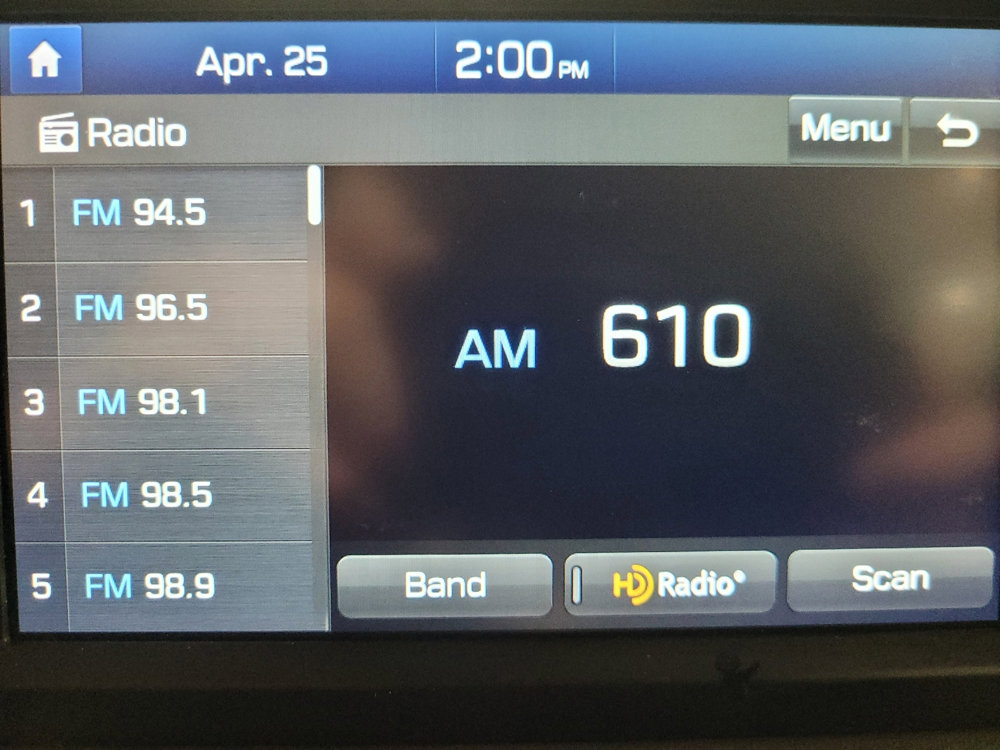 Apr. 25 2:00 PM
Radio Menu
1 FM 94.5
2 FM 96.5
3 FM 98.1
4 FM 98.5
5 FM 98.9
AM 610
Band HD Radio® Scan